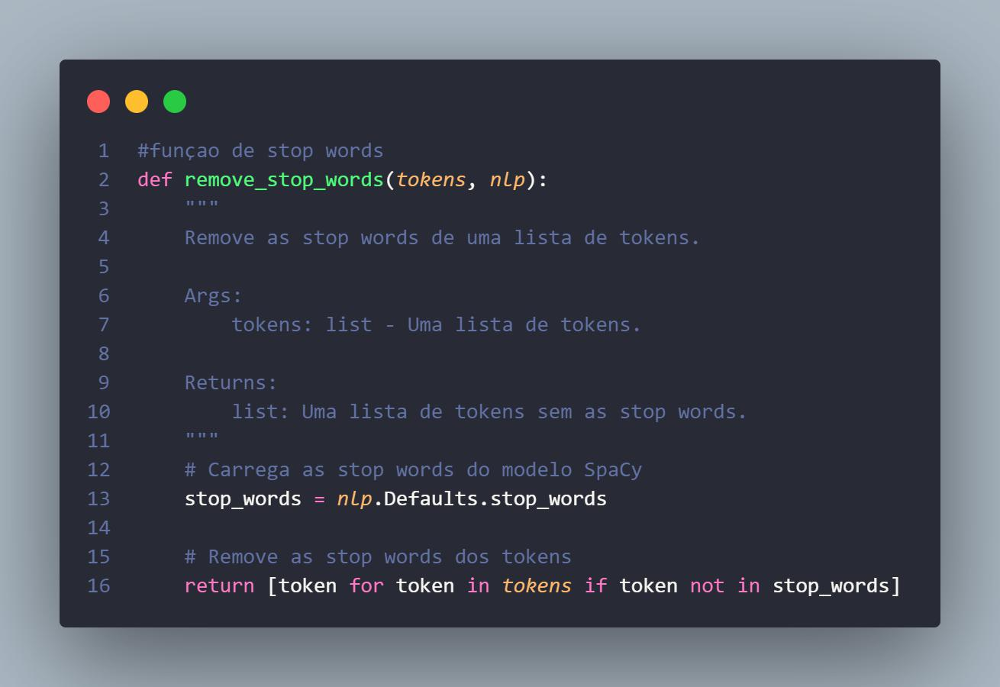 1 #funçao de stop words
2 def remove_stop_words(tokens, nlp):
3     """
4     Remove as stop words de uma lista de tokens.
5
6     Args:
7         tokens: list - Uma lista de tokens.
8
9     Returns:
10         list: Uma lista de tokens sem as stop words.
11     """
12     # Carrega as stop words do modelo SpaCy
13     stop_words = nlp.Defaults.stop_words
14
15     # Remove as stop words dos tokens
16     return [token for token in tokens if token not in stop_words]